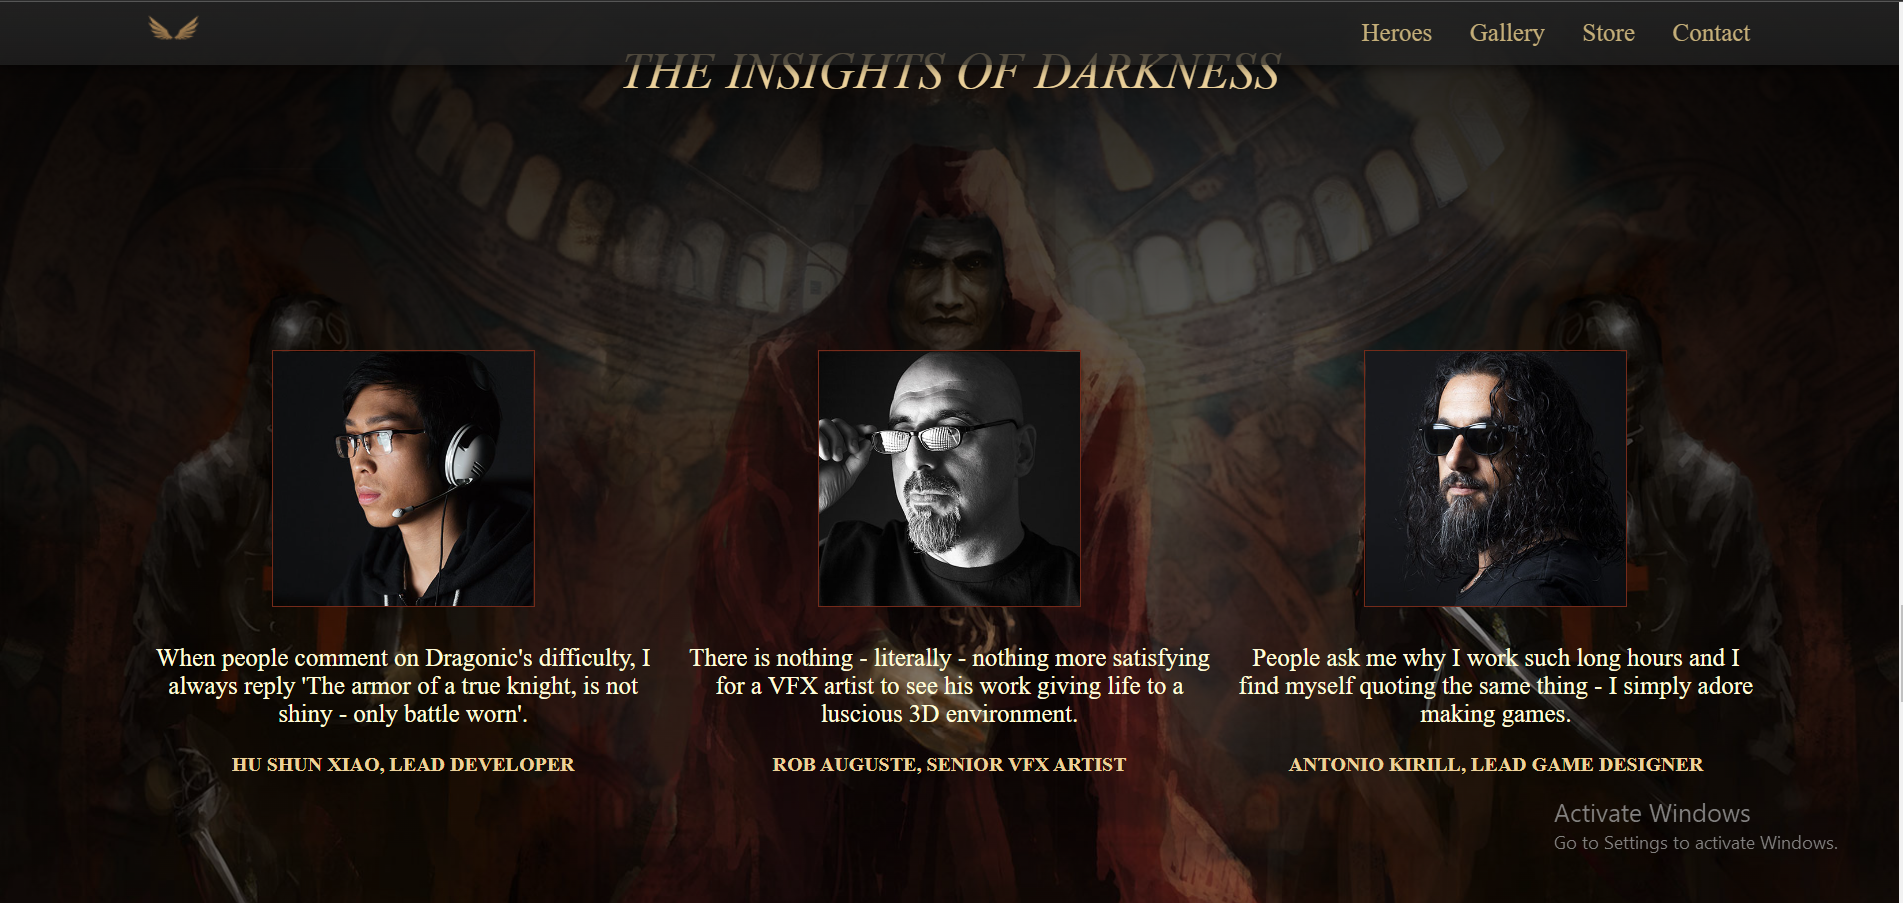 Heroes Gallery Store Contact
THE INSIGHTS OF DARKNESS
When people comment on Dragonic's difficulty, I
always reply 'The armor of a true knight, is not
shiny - only battle worn'.
HU SHUN XIAO, LEAD DEVELOPER
There is nothing - literally - nothing more satisfying
for a VFX artist to see his work giving life to a
luscious 3D environment.
ROB AUGUSTE, SENIOR VFX ARTIST
People ask me why I work such long hours and I
find myself quoting the same thing - I simply adore
making games.
ANTONIO KIRILL, LEAD GAME DESIGNER
Activate Windows
Go to Settings to activate Windows.